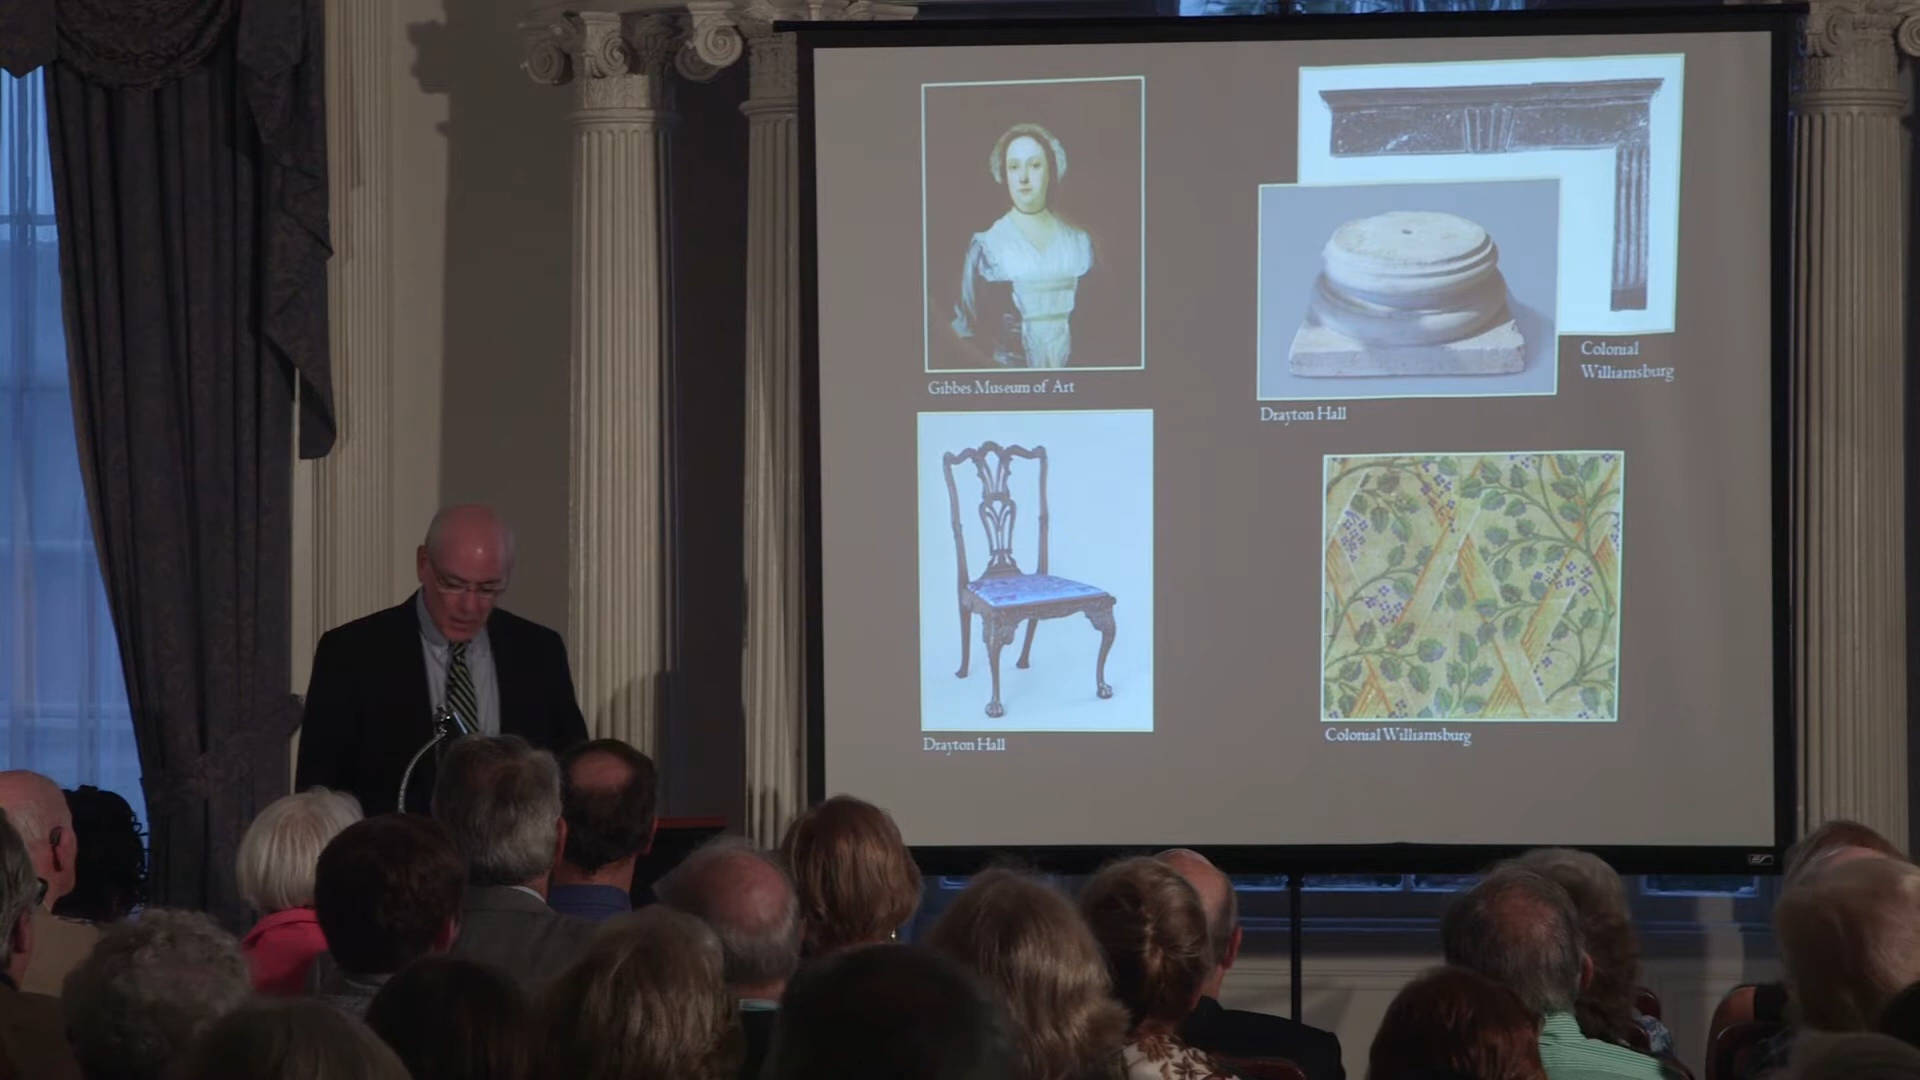 Gibbes Museum of Art
Colonial
Williamsburg
Drayton Hall
Drayton Hall
Colonial Williamsburg